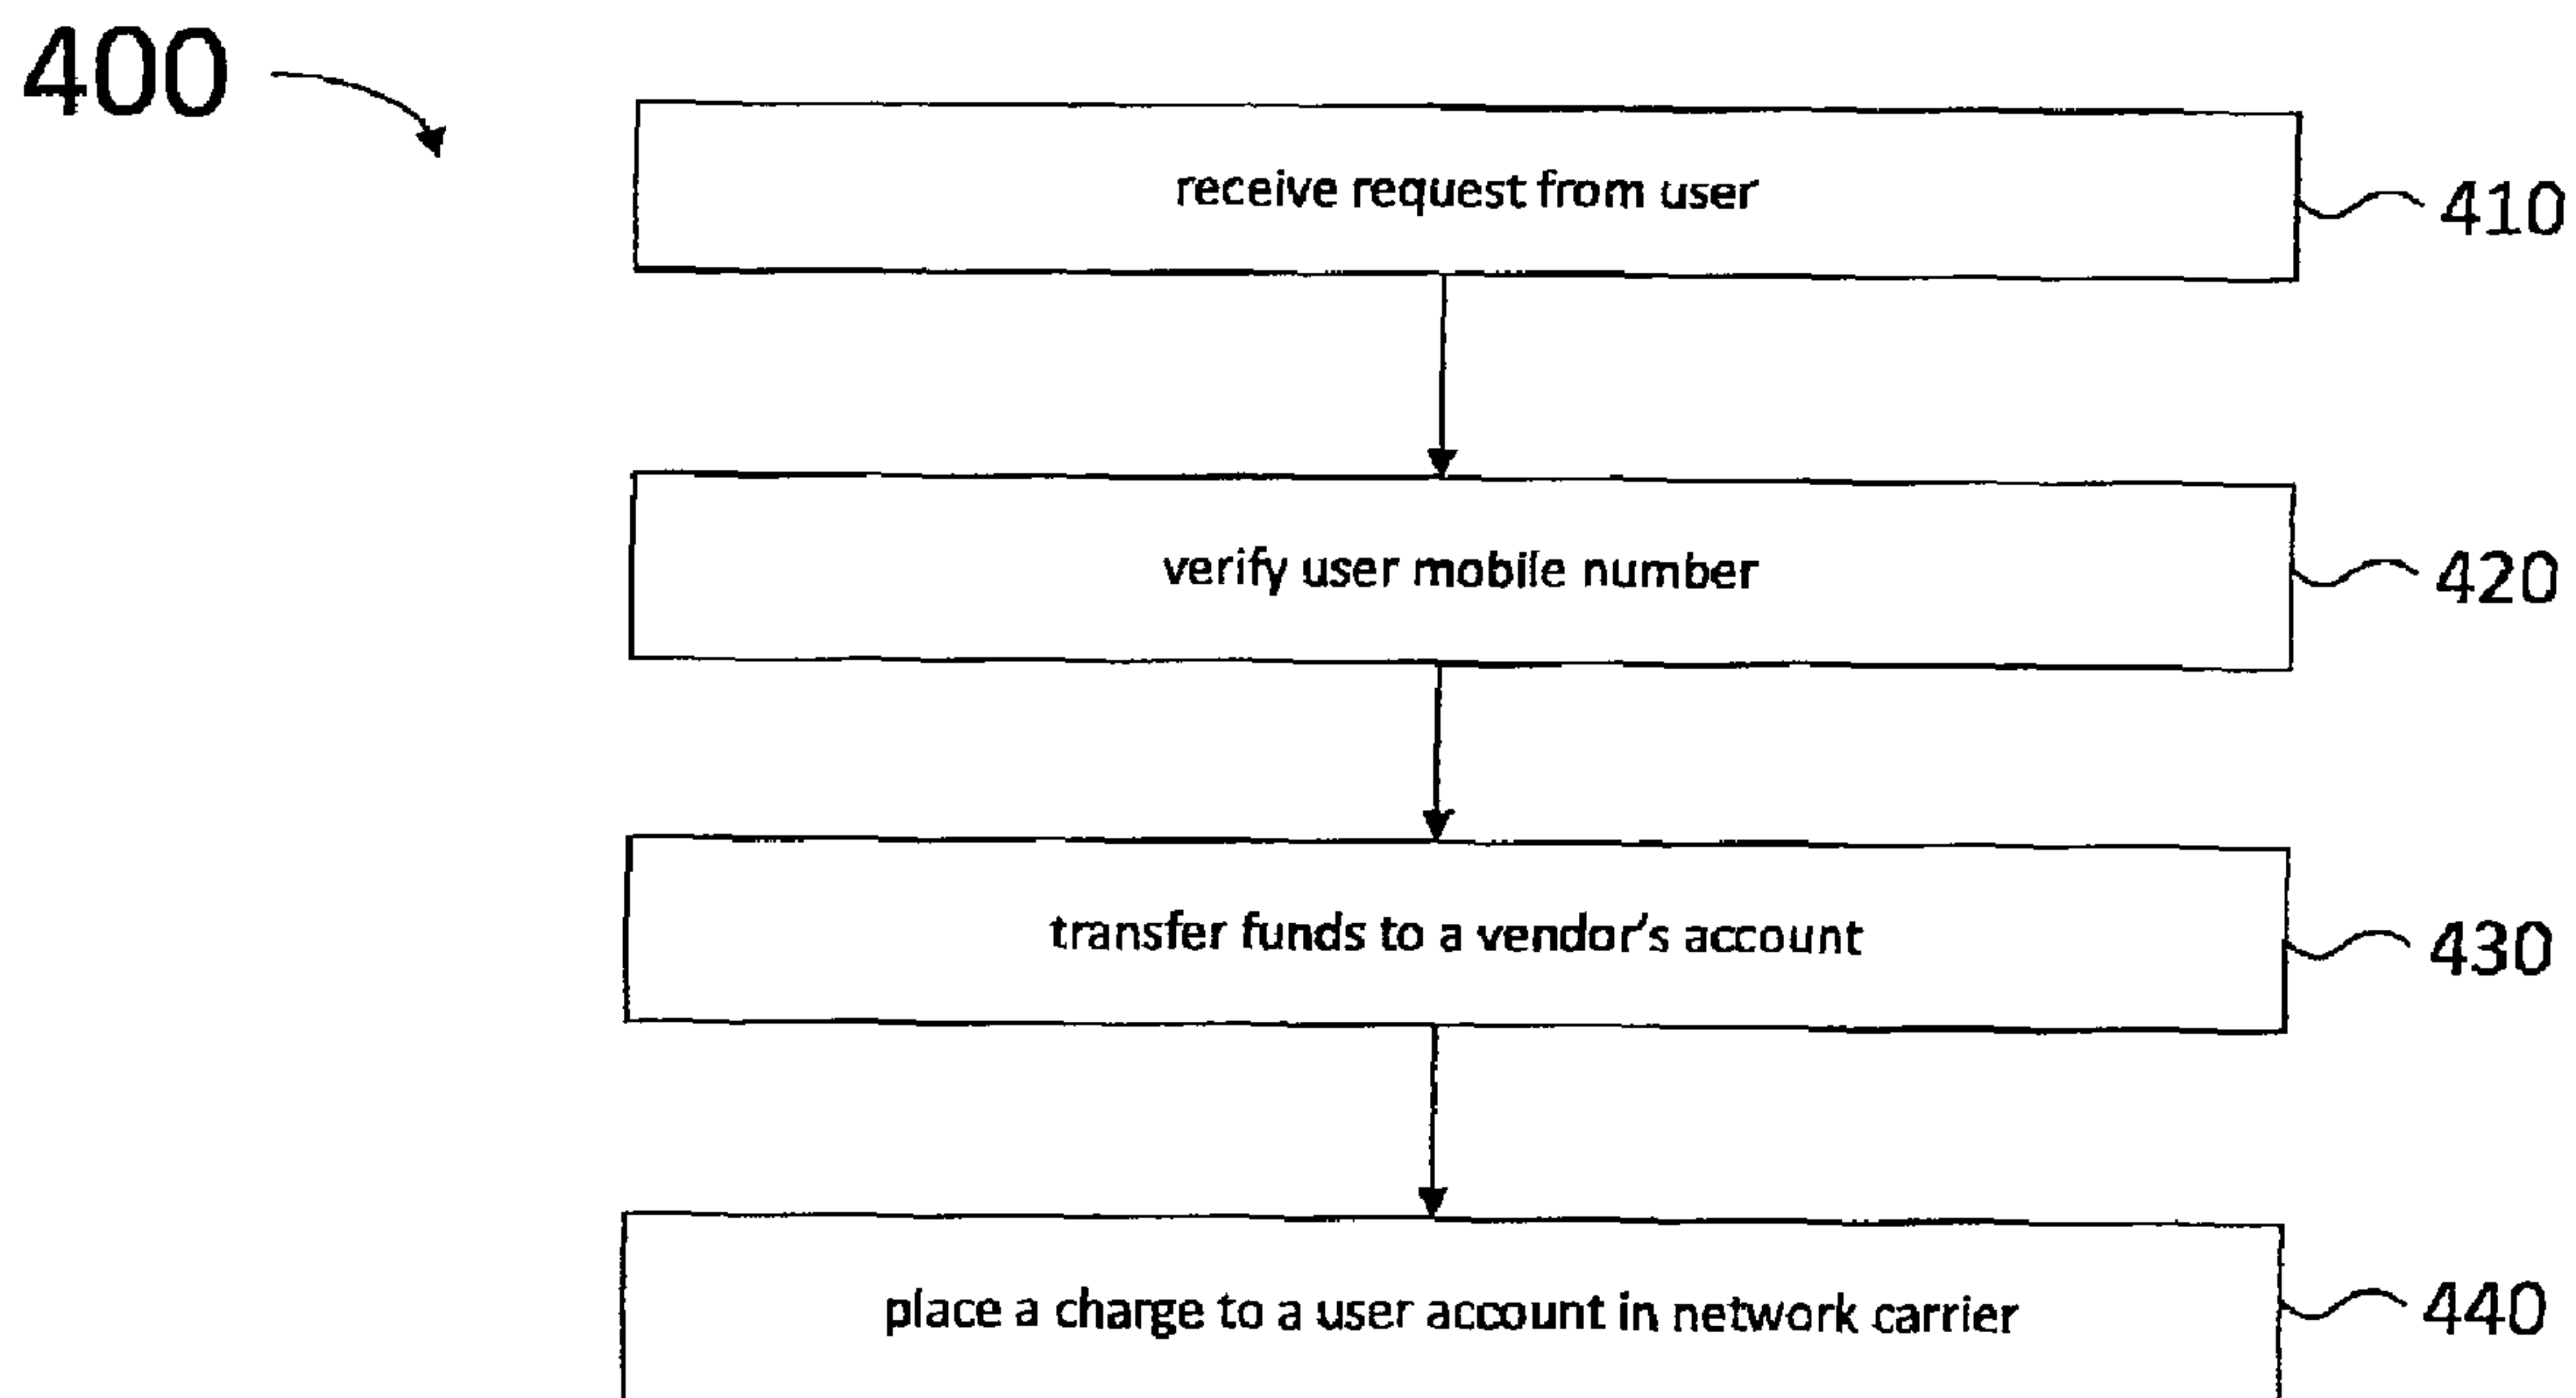 400
receive request from user
410
verify user mobile number
420
transfer funds to a vendor's account
430
place a charge to a user account in network carrier
440